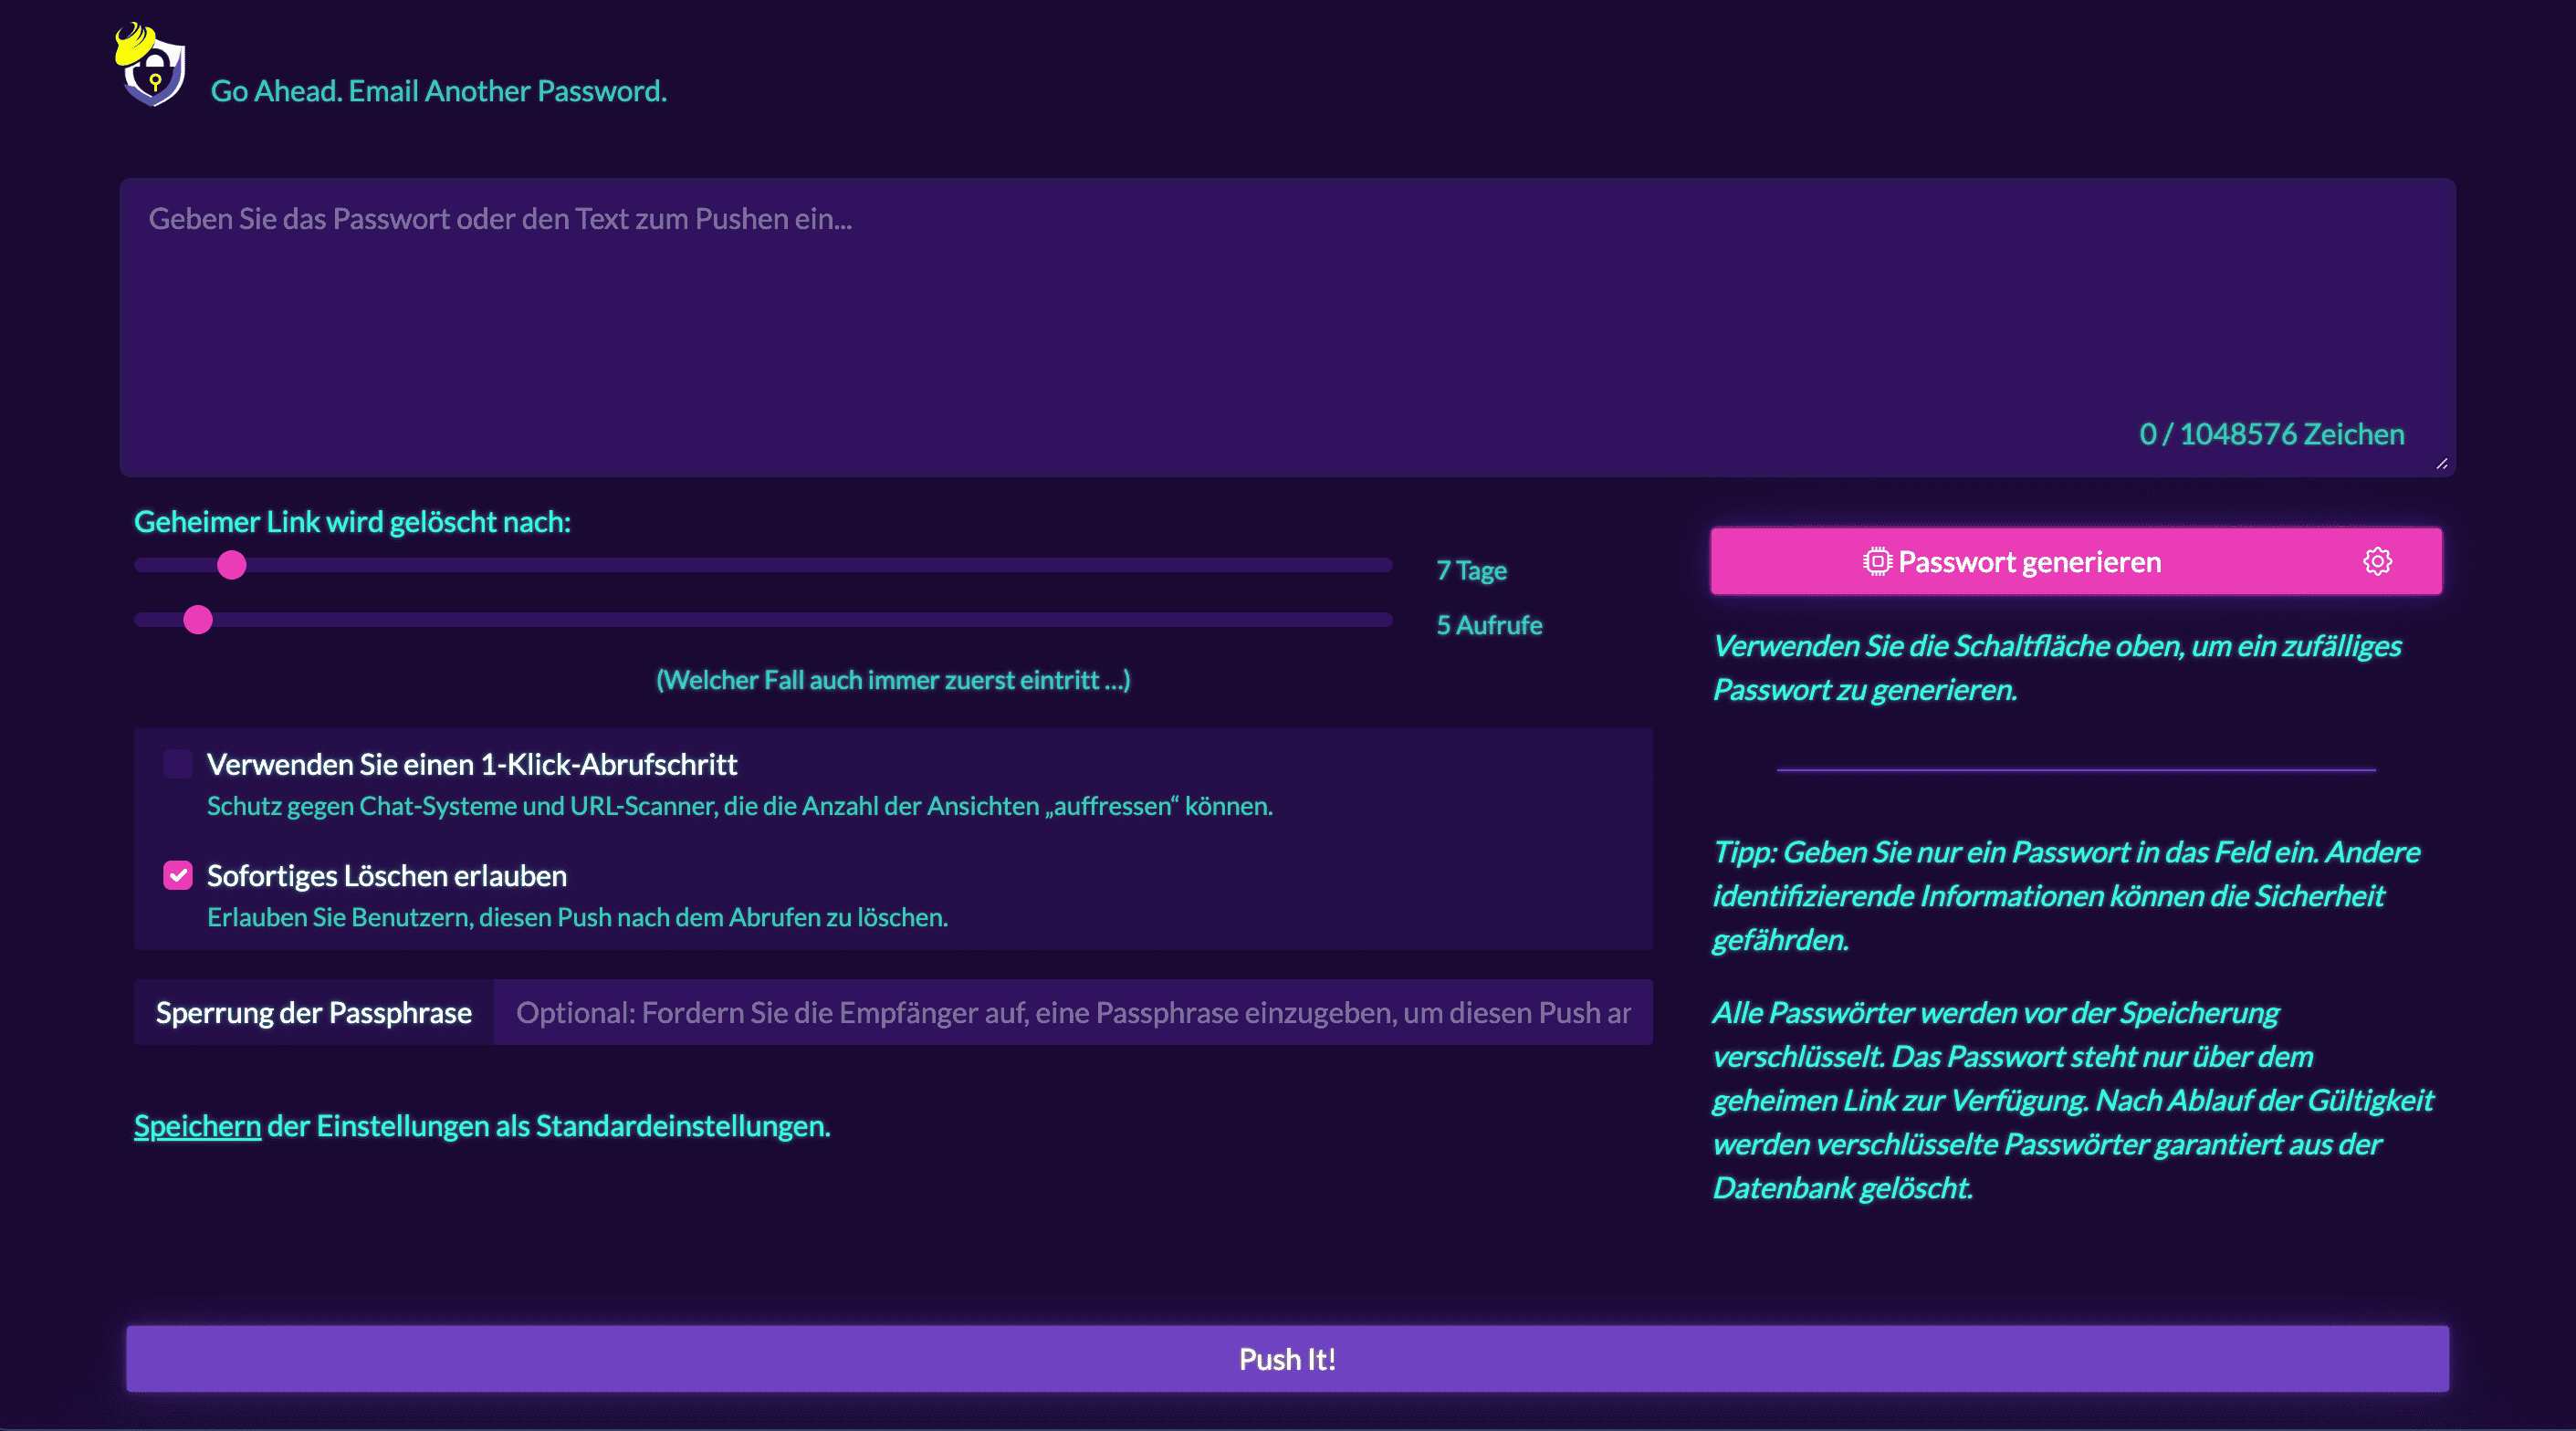 Go Ahead. Email Another Password.
Geben Sie das Passwort oder den Text zum Pushen ein...
0 / 1048576 Zeichen
Geheimer Link wird gelöscht nach:
7 Tage
5 Aufrufe
(Welcher Fall auch immer zuerst eintritt ...)
Verwenden Sie einen 1-Klick-Abrufschritt
Schutz gegen Chat-Systeme und URL-Scanner, die die Anzahl der Ansichten „auffressen“ können.
Sofortiges Löschen erlauben
Erlauben Sie Benutzern, diesen Push nach dem Abrufen zu löschen.
Sperrung der Passphrase
Optional: Fordern Sie die Empfänger auf, eine Passphrase einzugeben, um diesen Push
Speichern der Einstellungen als Standardeinstellungen.
Passwort generieren
Verwenden Sie die Schaltfläche oben, um ein zufälliges
Passwort zu generieren.
Tipp: Geben Sie nur ein Passwort in das Feld ein. Andere
identifizierende Informationen können die Sicherheit
gefährden.
Alle Passwörter werden vor der Speicherung
verschlüsselt. Das Passwort steht nur über dem
geheimen Link zur Verfügung. Nach Ablauf der Gültigkeit
werden verschlüsselte Passwörter garantiert aus der
Datenbank gelöscht.
Push It!